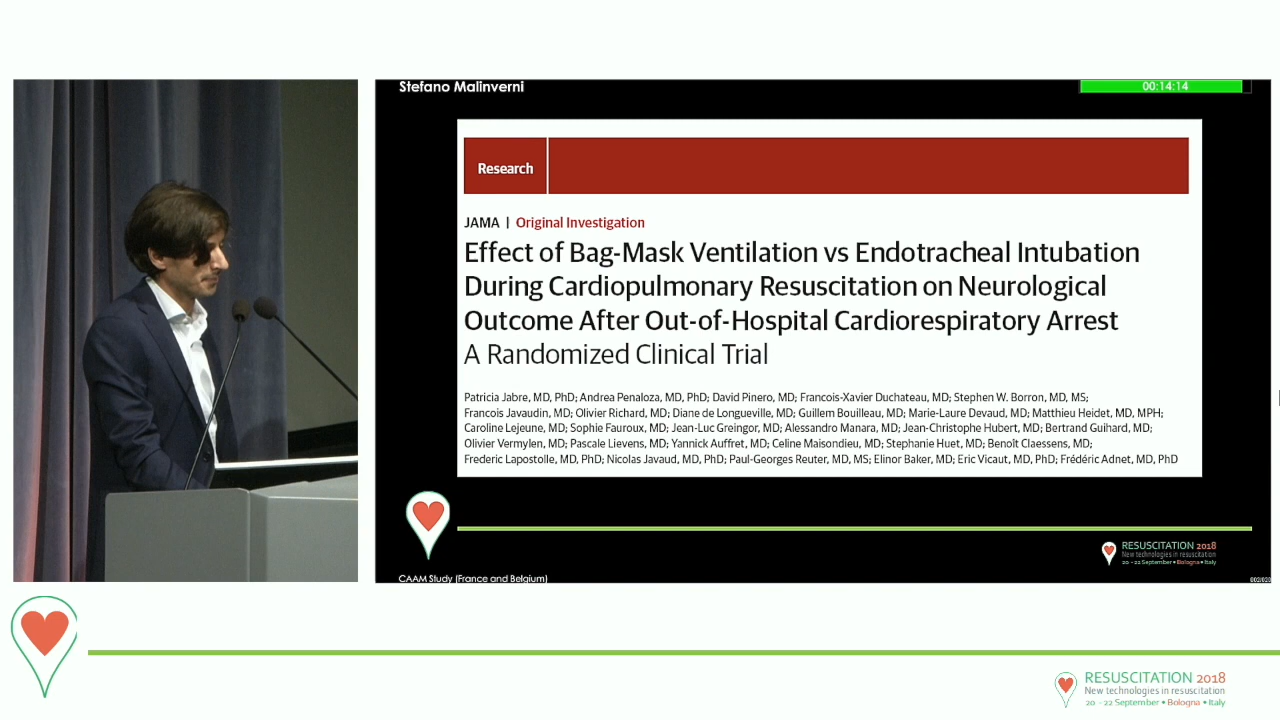 Stefano Malinverni
00:14:14
Research
JAMA | Original Investigation
Effect of Bag-Mask Ventilation vs Endotracheal Intubation
During Cardiopulmonary Resuscitation on Neurological
Outcome After Out-of-Hospital Cardiorespiratory Arrest
A Randomized Clinical Trial
Patricia Jabre, MD, PhD; Andrea Penaloza, MD, PhD; David Pinero, MD; Francois-Xavier Duchateau, MD; Stephen W. Borron, MD, MS;
Francois Javaudin, MD; Olivier Richard, MD; Diane de Longueville, MD; Guillem Bouilleau, MD; Marie-Laure Devaud, MD; Matthieu Heidet, MD, MPH;
Caroline Lejeune, MD; Sophie Fauroux, MD; Jean-Luc Greingor, MD; Alessandro Manara, MD; Jean-Christophe Hubert, MD; Bertrand Guihard, MD;
Olivier Vermylen, MD; Pascale Lievens, MD; Yannick Auffret, MD; Celine Maisondieu, MD; Stephanie Huet, MD; Benoît Claessens, MD;
Frederic Lapostolle, MD, PhD; Nicolas Javaud, MD, PhD; Paul-Georges Reuter, MD, MS; Elinor Baker, MD; Eric Vicaut, MD, PhD; Frédéric Adnet, MD, PhD
RESUSCITATION 2018
New technologies in resuscitation
20 - 22 September • Bologna • Italy
CAAM Study (France and Belgium)
RESUSCITATION 2018
New technologies in resuscitation
20 - 22 September • Bologna • Italy